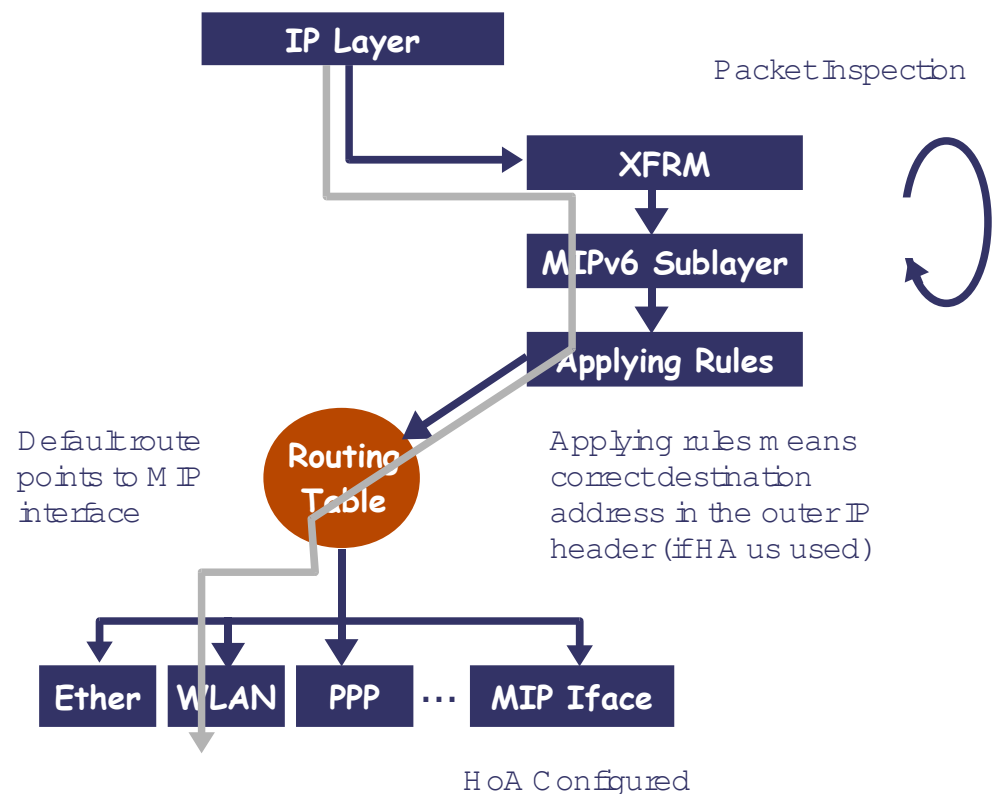 IP Layer
Packet Inspection
XFRM
MIPv6 Sublayer
Applying Rules
Default route
points to MIP
interface
Routing
Table
Applying rules means
correct destination
address in the outer IP
header (if HA us used)
Ether
WLAN
PPP
...
MIP Iface
HoA Configured